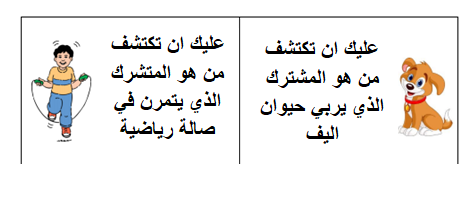 عليك ان تكتشف
من هو المشترك
الذي يربي حيوان
اليف
عليك ان تكتشف
من هو المتشرك
الذي يتمرن في
صالة رياضية